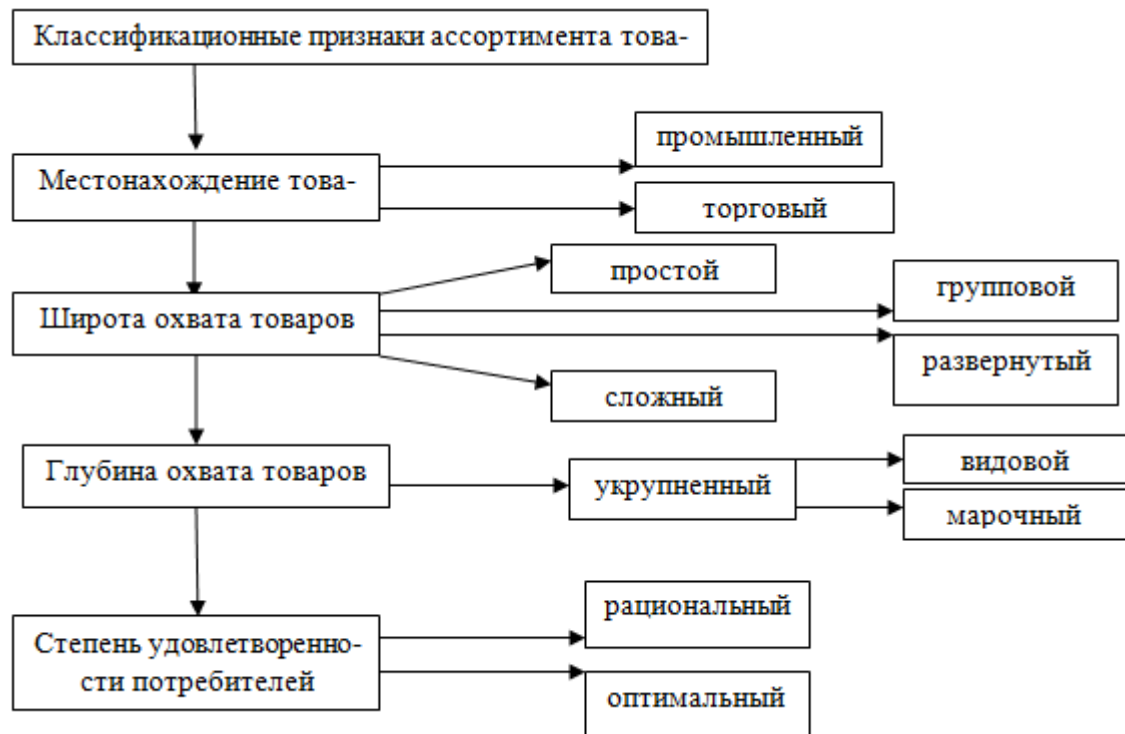 Классификационные признаки ассортимента това-
промышленный
Местонахождение това-
торговый
простой
групповой
Широта охвата товаров
развернутый
сложный
Глубина охвата товаров
укрупненный
видовой
марочный
рациональный
Степень удовлетворенно-
сти потребителей
оптимальный